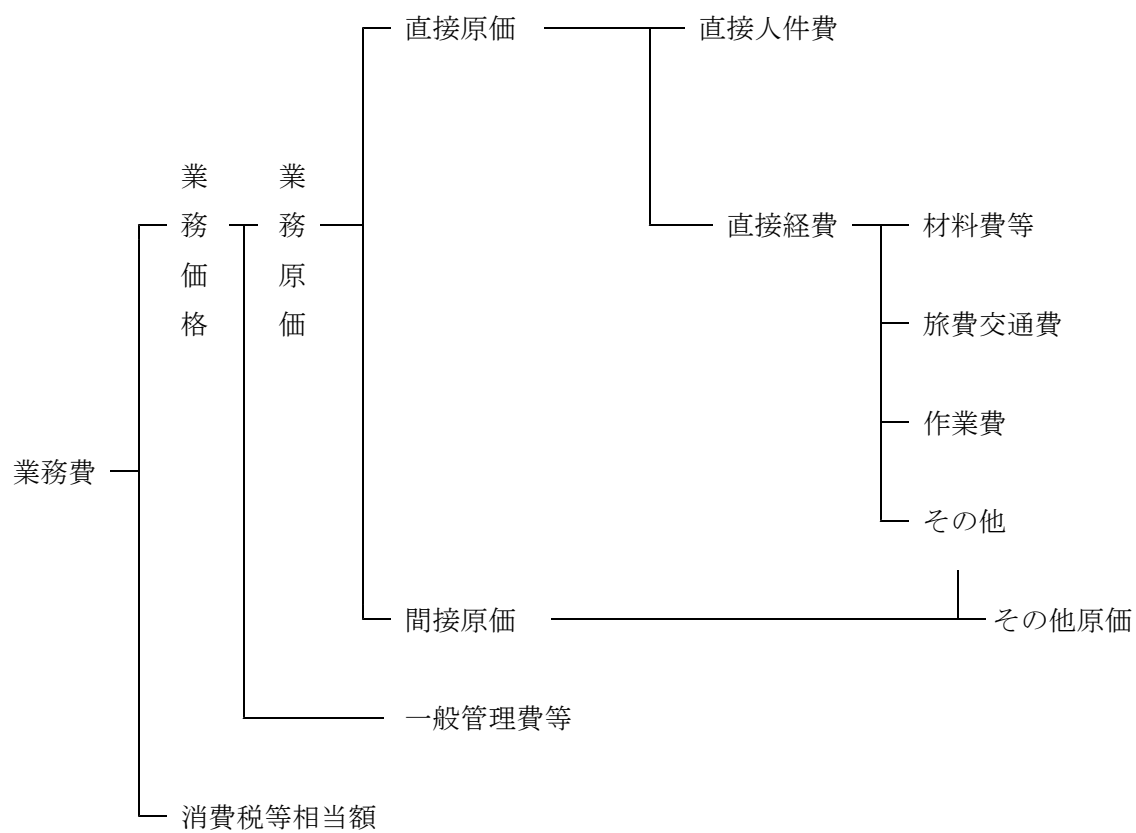 直接原価
直接人件費
業務価格
業務原価
直接経費
材料費等
旅費交通費
作業費
業務費
その他
間接原価
その他原価
一般管理費等
消費税等相当額